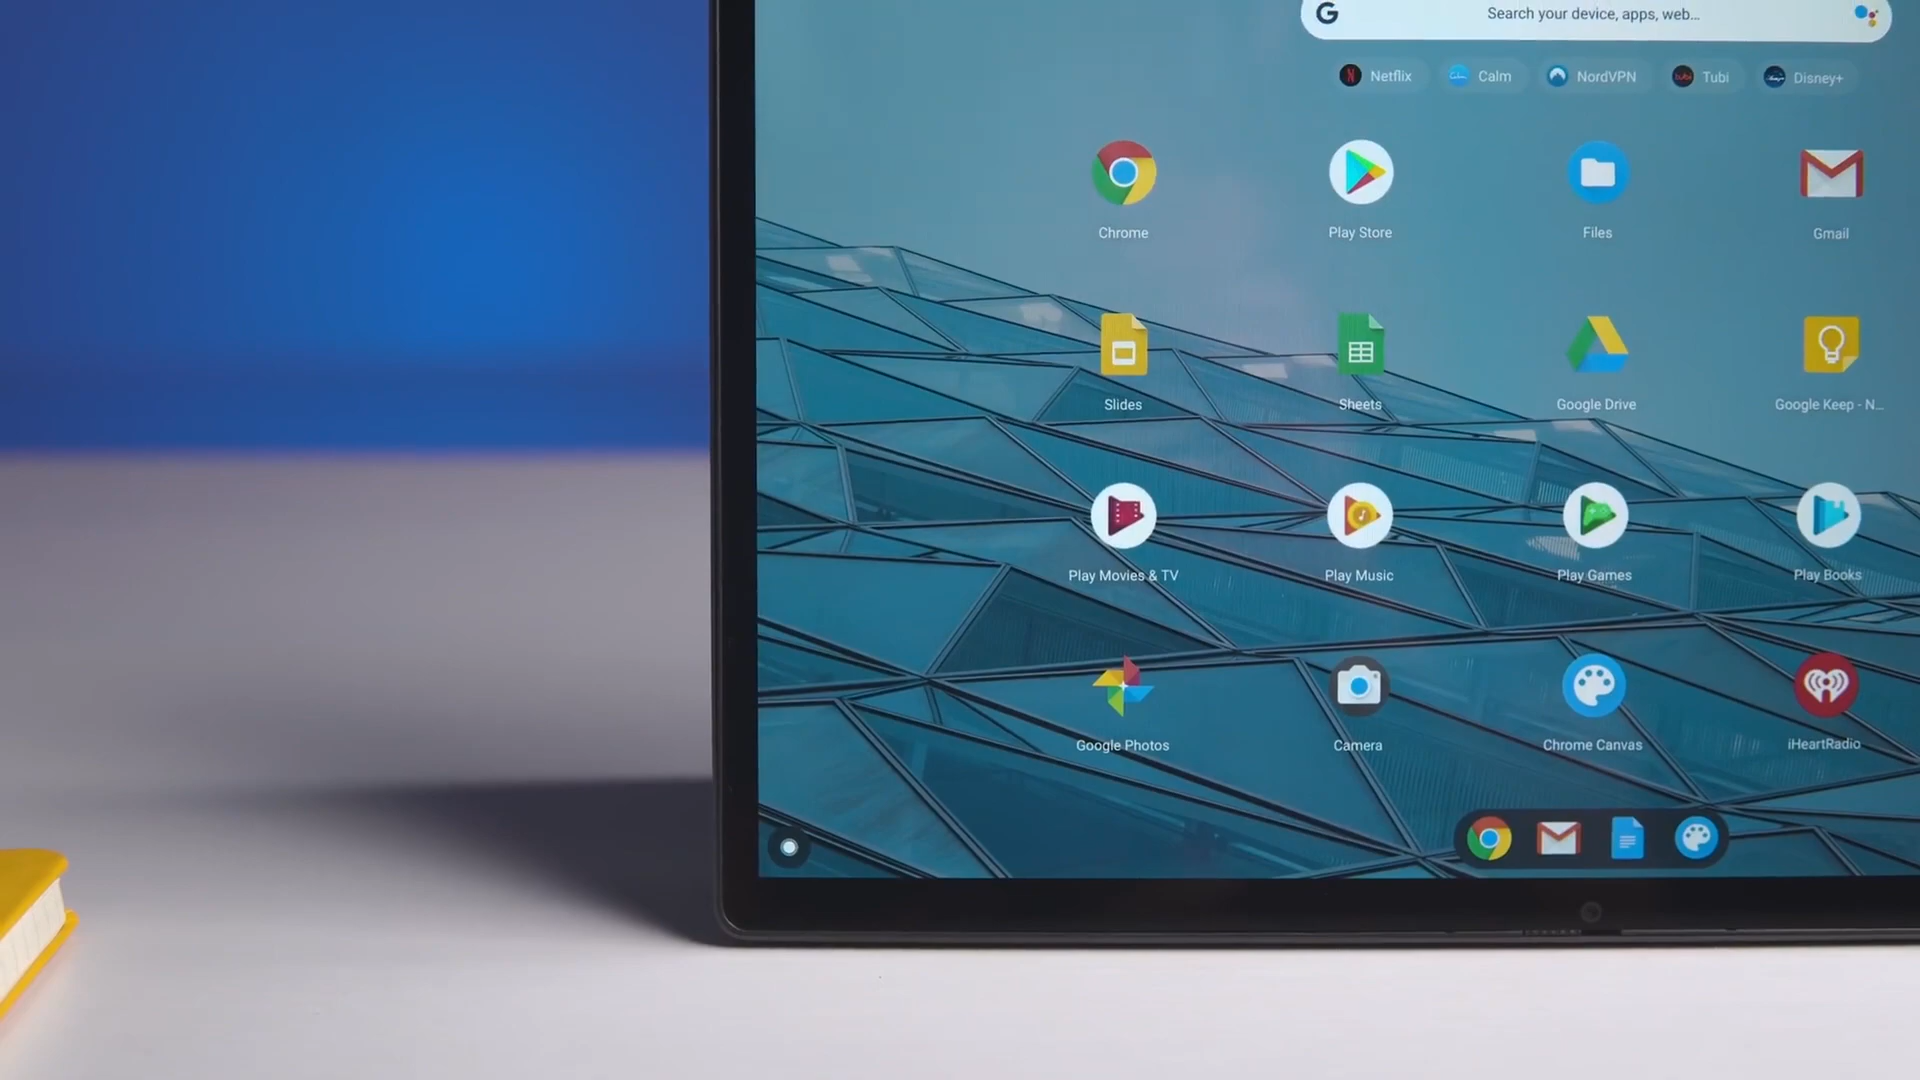 G Search your device, apps, web...
Netflix Calm NordVPN Tubi Disney+
Chrome Play Store Files Gmail
Slides Sheets Google Drive Google Keep - N...
Play Movies & TV Play Music Play Games Play Books
Google Photos Camera Chrome Canvas iHeartRadio